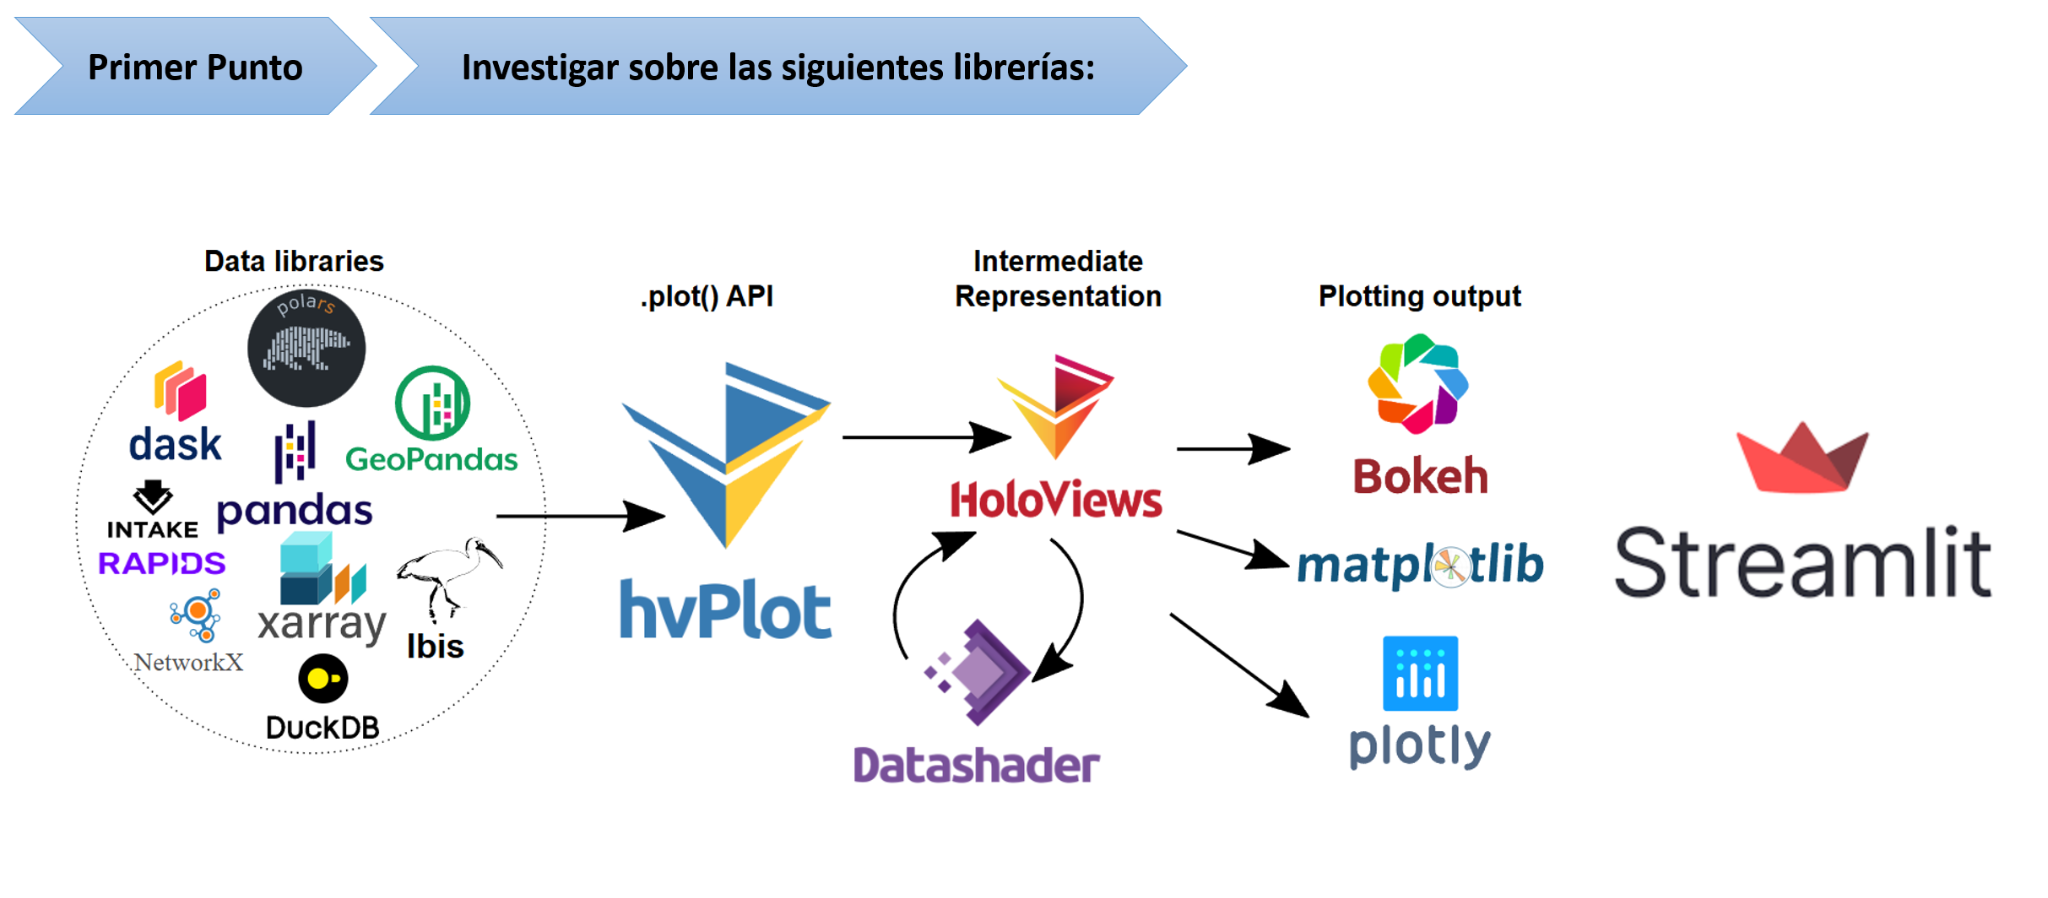 Primer Punto
Investigar sobre las siguientes librerías:
Data libraries
polars
dask
GeoPandas
pandas
INTAKE
RAPIDS
xarray
Ibis
NetworkX
DuckDB
.plot() API
hvPlot
Intermediate
Representation
HoloViews
Datashader
Plotting output
Bokeh
matplotlib
plotly
Streamlit